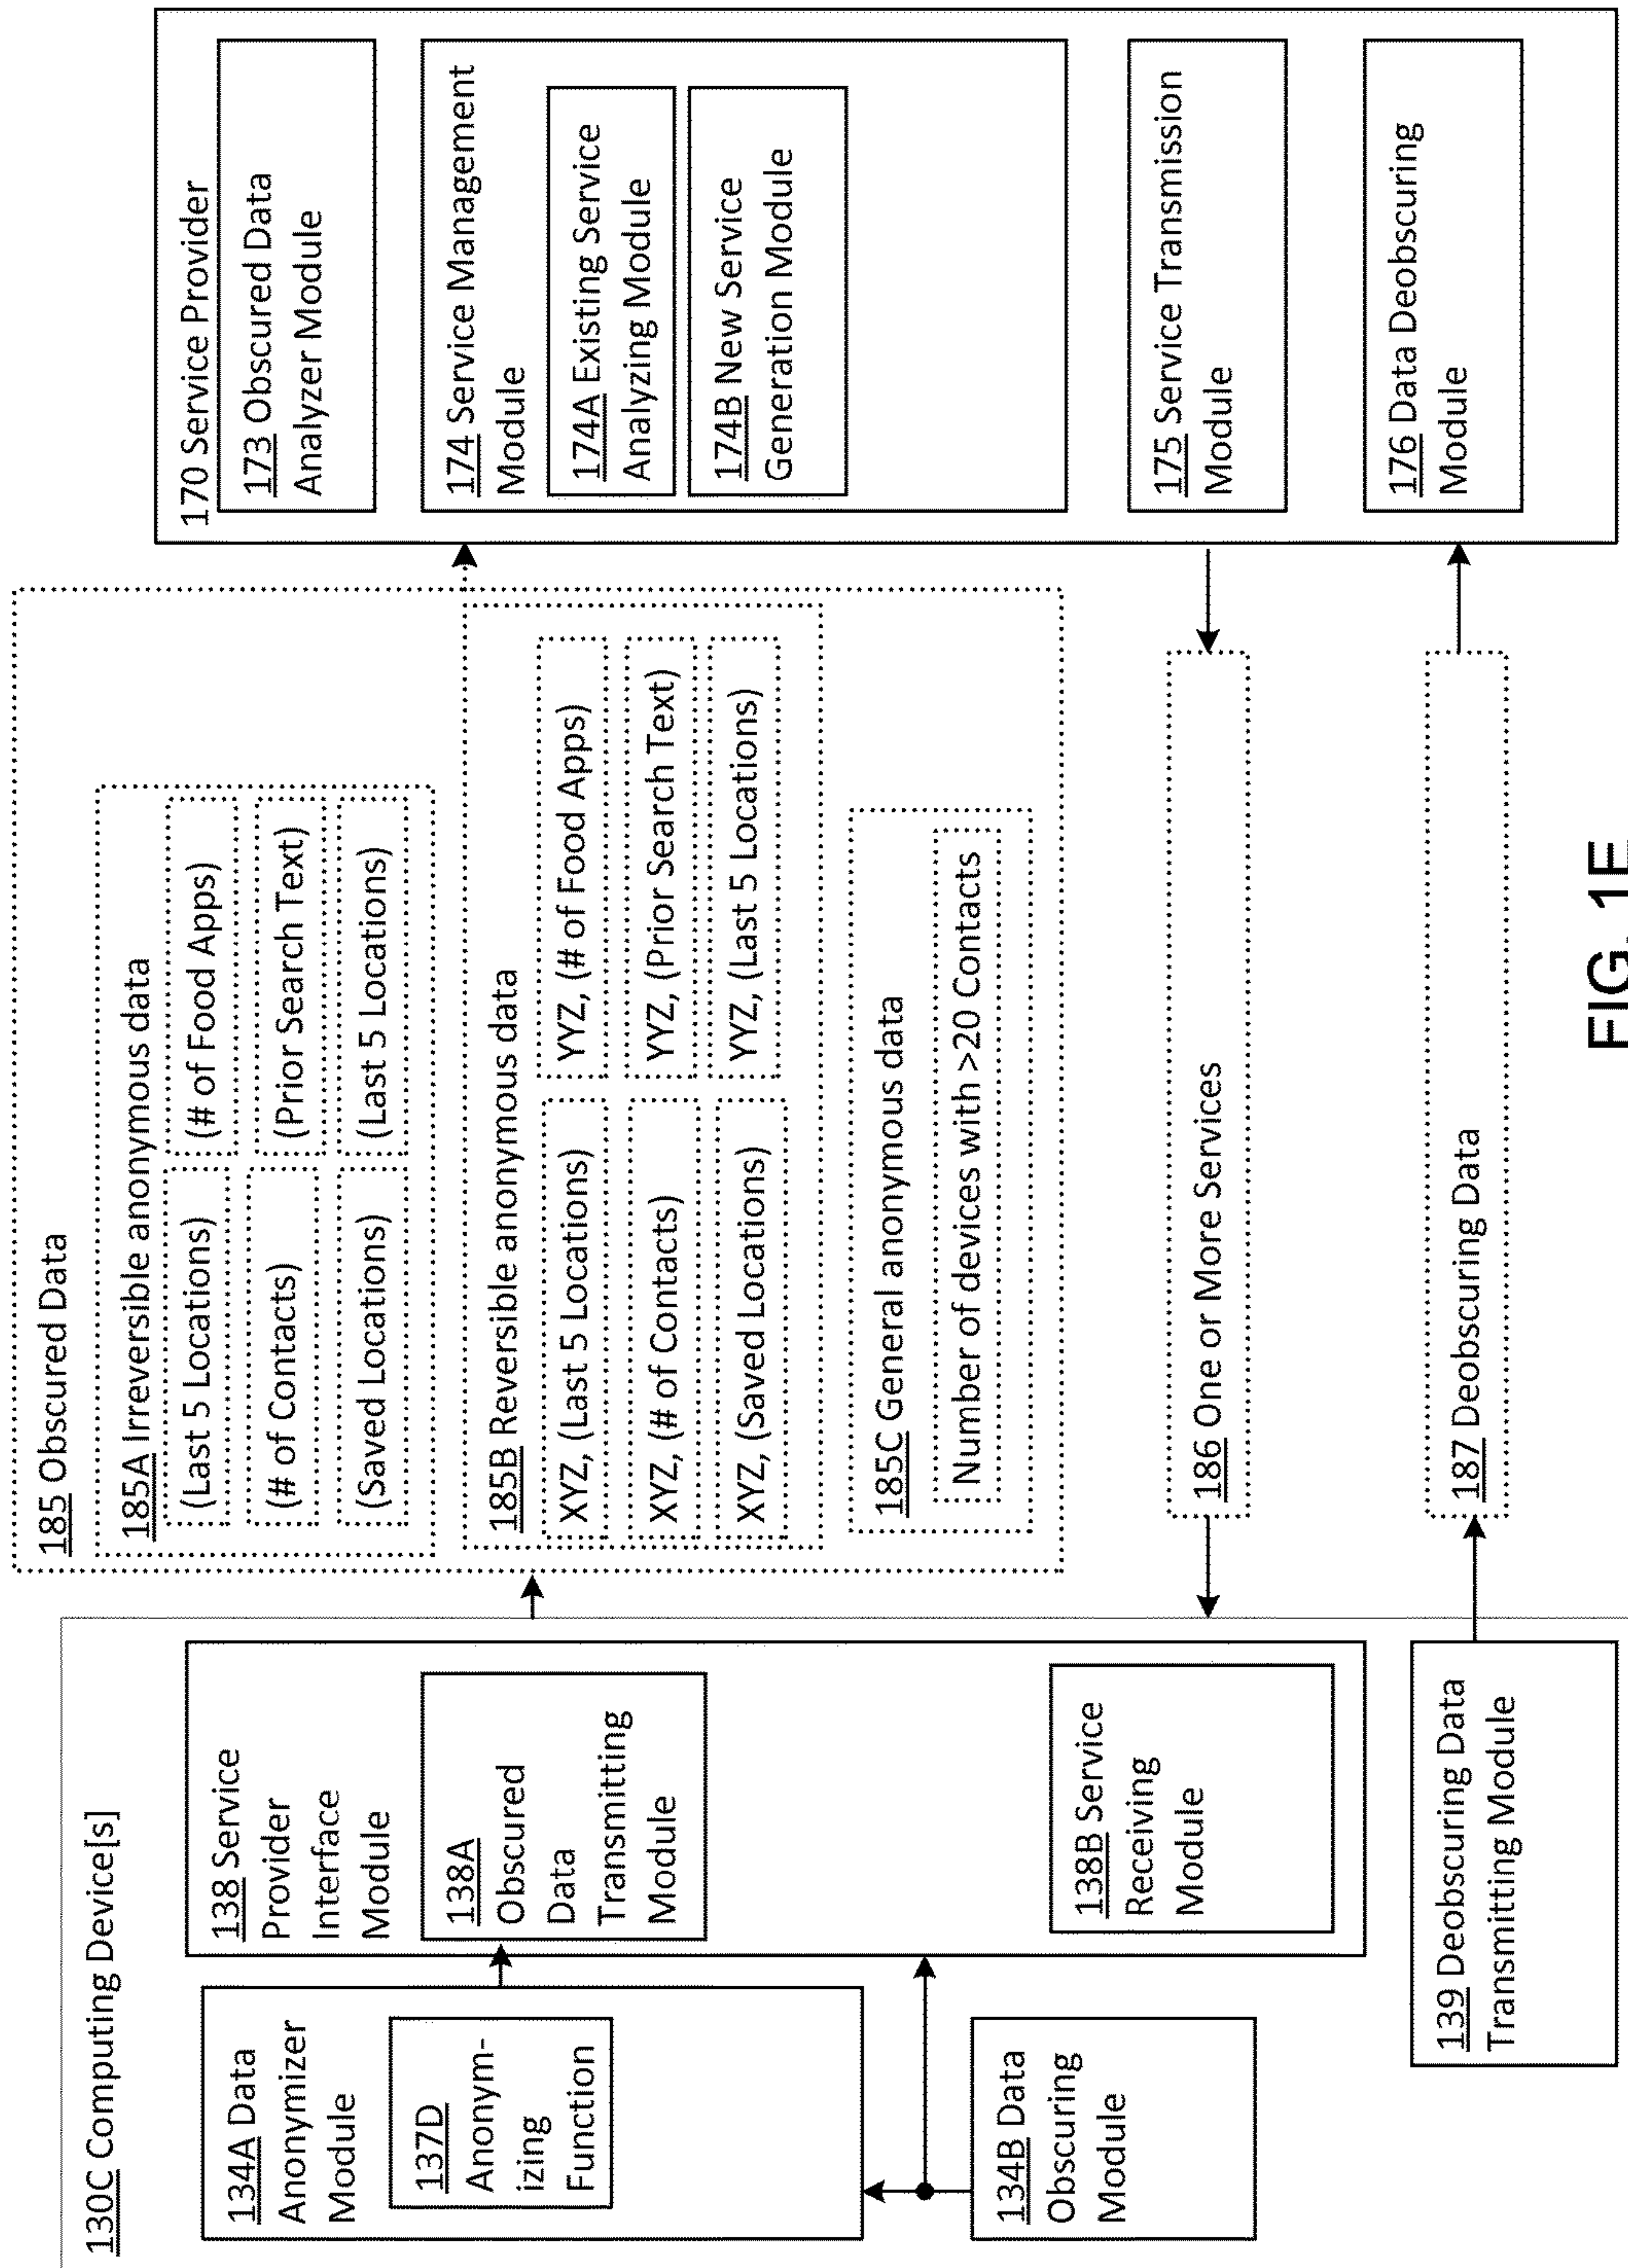 130C Computing Device[s]
134A Data
Anonymizer
Module
137D
Anonym-
izing
Function
134B Data
Obscuring
Module
138 Service
Provider
Interface
Module
138A
Obscured
Data
Transmitting
Module
138B Service
Receiving
Module
139 Deobscuring Data
Transmitting Module
185 Obscured Data
185A Irreversible anonymous data
(Last 5 Locations)
(# of Food Apps)
(# of Contacts)
(Prior Search Text)
(Saved Locations)
(Last 5 Locations)
185B Reversible anonymous data
XYZ, (Last 5 Locations)
YYZ, (# of Food Apps)
XYZ, (# of Contacts)
YYZ, (Prior Search Text)
XYZ, (Saved Locations)
YYZ, (Last 5 Locations)
185C General anonymous data
Number of devices with >20 Contacts
186 One or More Services
187 Deobscuring Data
170 Service Provider
173 Obscured Data
Analyzer Module
174 Service Management
Module
174A Existing Service
Analyzing Module
174B New Service
Generation Module
175 Service Transmission
Module
176 Data Deobscuring
Module